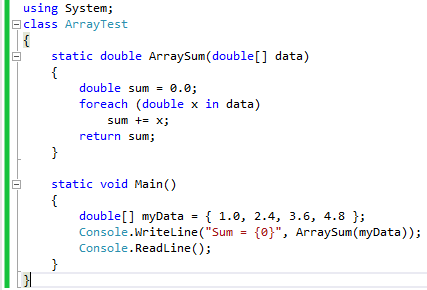 using System;
class ArrayTest
{
    static double ArraySum(double[] data)
    {
        double sum = 0.0;
        foreach (double x in data)
            sum += x;
        return sum;
    }

    static void Main()
    {
        double[] myData = { 1.0, 2.4, 3.6, 4.8 };
        Console.WriteLine("Sum = {0}", ArraySum(myData));
        Console.ReadLine();
    }
}